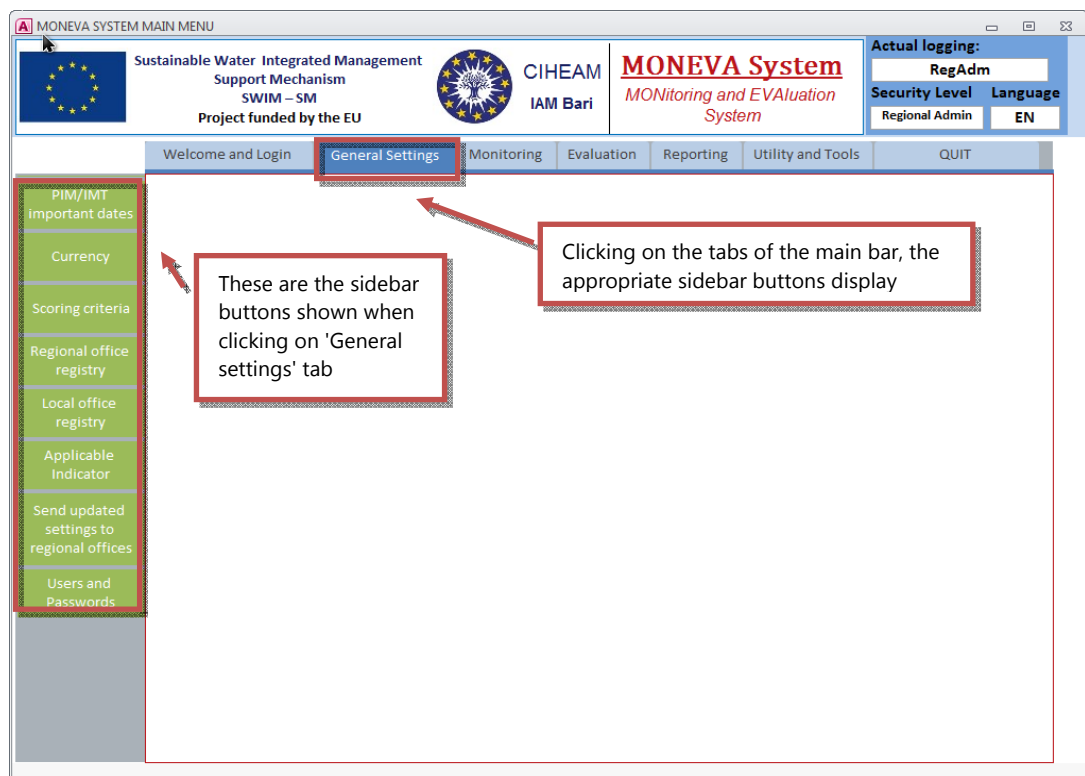 MONEVA SYSTEM MAIN MENU
Sustainable Water Integrated Management
Support Mechanism
SWIM – SM
Project funded by the EU
CIHEAM
IAM Bari
MONEVA System
MONitoring and EVAluation
System
Actual logging:
RegAdm
Security Level Language
Regional Admin EN
Welcome and Login General Settings Monitoring Evaluation Reporting Utility and Tools QUIT
PIM/IMT
important dates
Currency
Scoring criteria
Regional office
registry
Local office
registry
Applicable
Indicator
Send updated
settings to
regional offices
Users and
Passwords
These are the sidebar
buttons shown when
clicking on 'General
settings' tab
Clicking on the tabs of the main bar, the
appropriate sidebar buttons display